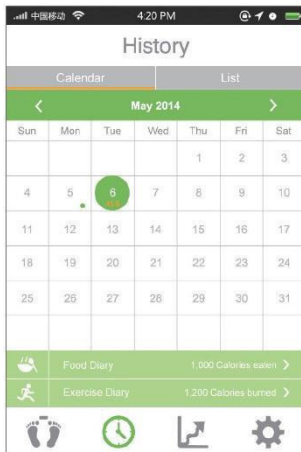 中国移动 4:20 PM
History
Calendar List
May 2014
Sun Mon Tue Wed Thu Fri Sat
1 2 3
4 5 6 7 8 9 10
11 12 13 14 15 16 17
18 19 20 21 22 23 24
25 26 27 28 29 30 31
Food Diary 1,000 Calories eaten
Exercise Diary 1,200 Calories burned